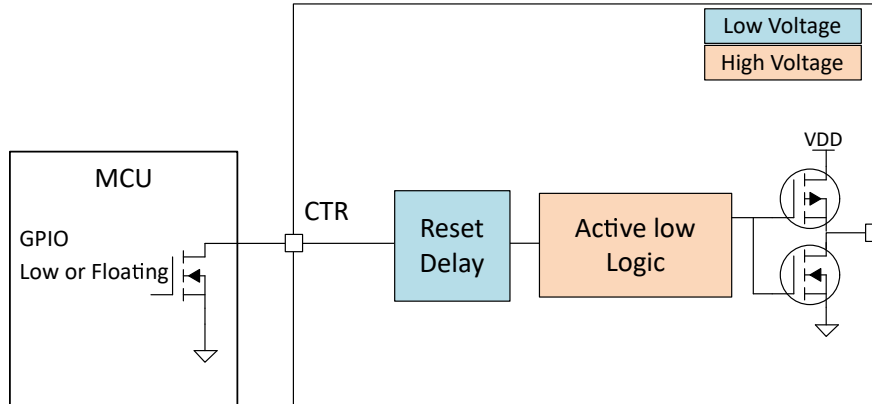 Low Voltage
High Voltage
VDD
MCU
CTR
GPIO
Low or Floating
Reset
Delay
Active low
Logic